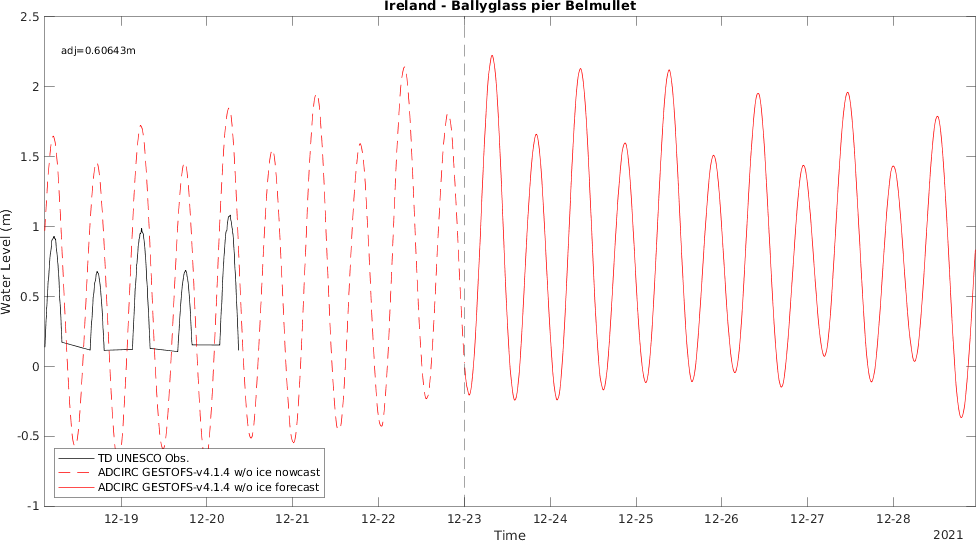 Ireland - Ballyglass pier Belmullet
adj=0.60643m
Water Level (m)
2.5
2
1.5
1
0.5
0
-0.5
-1
TD UNESCO Obs.
ADCIRC GESTOFS-v4.1.4 w/o ice nowcast
ADCIRC GESTOFS-v4.1.4 w/o ice forecast
12-19 12-20 12-21 12-22 12-23 12-24 12-25 12-26 12-27 12-28
Time
2021